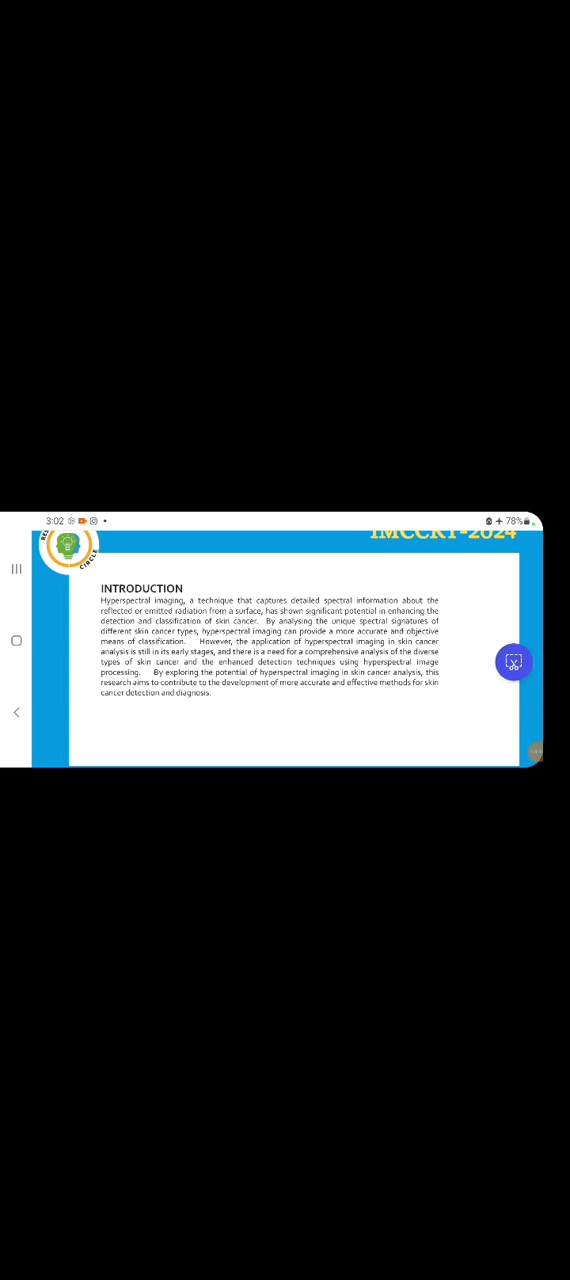 3:02
78%
IMCCRT-2024
CIRCLE
INTRODUCTION
Hyperspectral imaging, a technique that captures detailed spectral information about the
reflected or emitted radiation from a surface, has shown significant potential in enhancing the
detection and classification of skin cancer. By analysing the unique spectral signatures of
different skin cancer types, hyperspectral imaging can provide a more accurate and objective
means of classification. However, the application of hyperspectral imaging in skin cancer
analysis is still in its early stages, and there is a need for a comprehensive analysis of the diverse
types of skin cancer and the enhanced detection techniques using hyperspectral image
processing. By exploring the potential of hyperspectral imaging in skin cancer analysis, this
research aims to contribute to the development of more accurate and effective methods for skin
cancer detection and diagnosis.